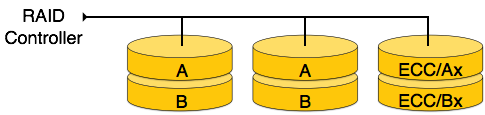 RAID
Controller
A
A
ECC/Ax
B
B
ECC/Bx